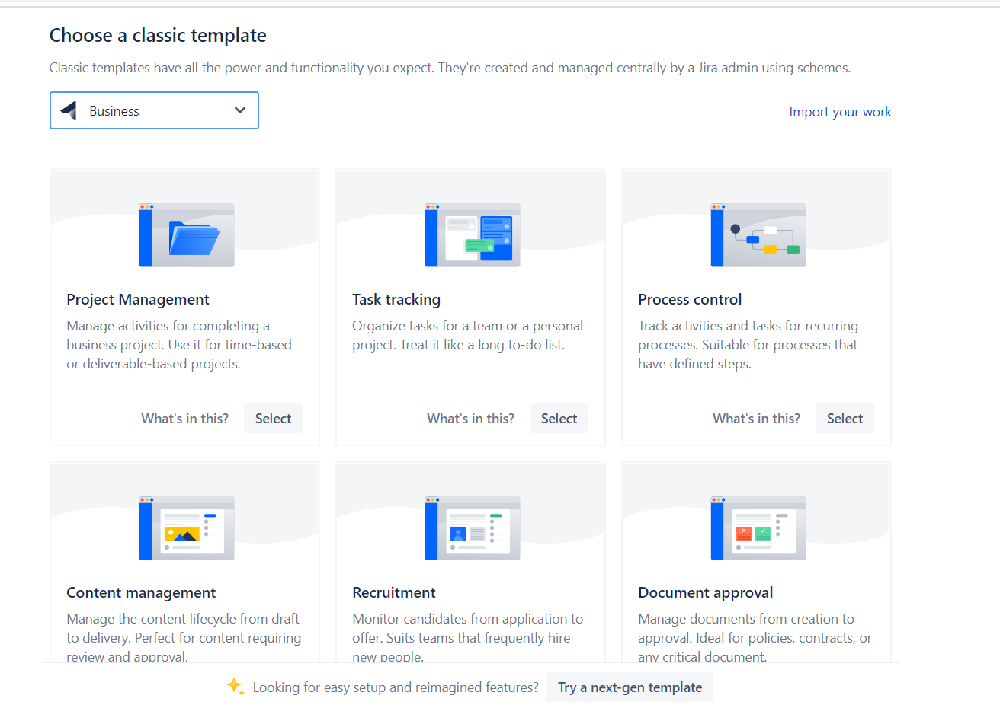 Choose a classic template
Classic templates have all the power and functionality you expect. They're created and managed centrally by a Jira admin using schemes.
Business
Import your work
Project Management
Manage activities for completing a
business project. Use it for time-based
or deliverable-based projects.
What's in this?
Select
Task tracking
Organize tasks for a team or a personal
project. Treat it like a long to-do list.
What's in this?
Select
Process control
Track activities and tasks for recurring
processes. Suitable for processes that
have defined steps.
What's in this?
Select
Content management
Manage the content lifecycle from draft
to delivery. Perfect for content requiring
review and approval.
Recruitment
Monitor candidates from application to
offer. Suits teams that frequently hire
new people.
Document approval
Manage documents from creation to
approval. Ideal for policies, contracts, or
any critical document.
Looking for easy setup and reimagined features?
Try a next-gen template